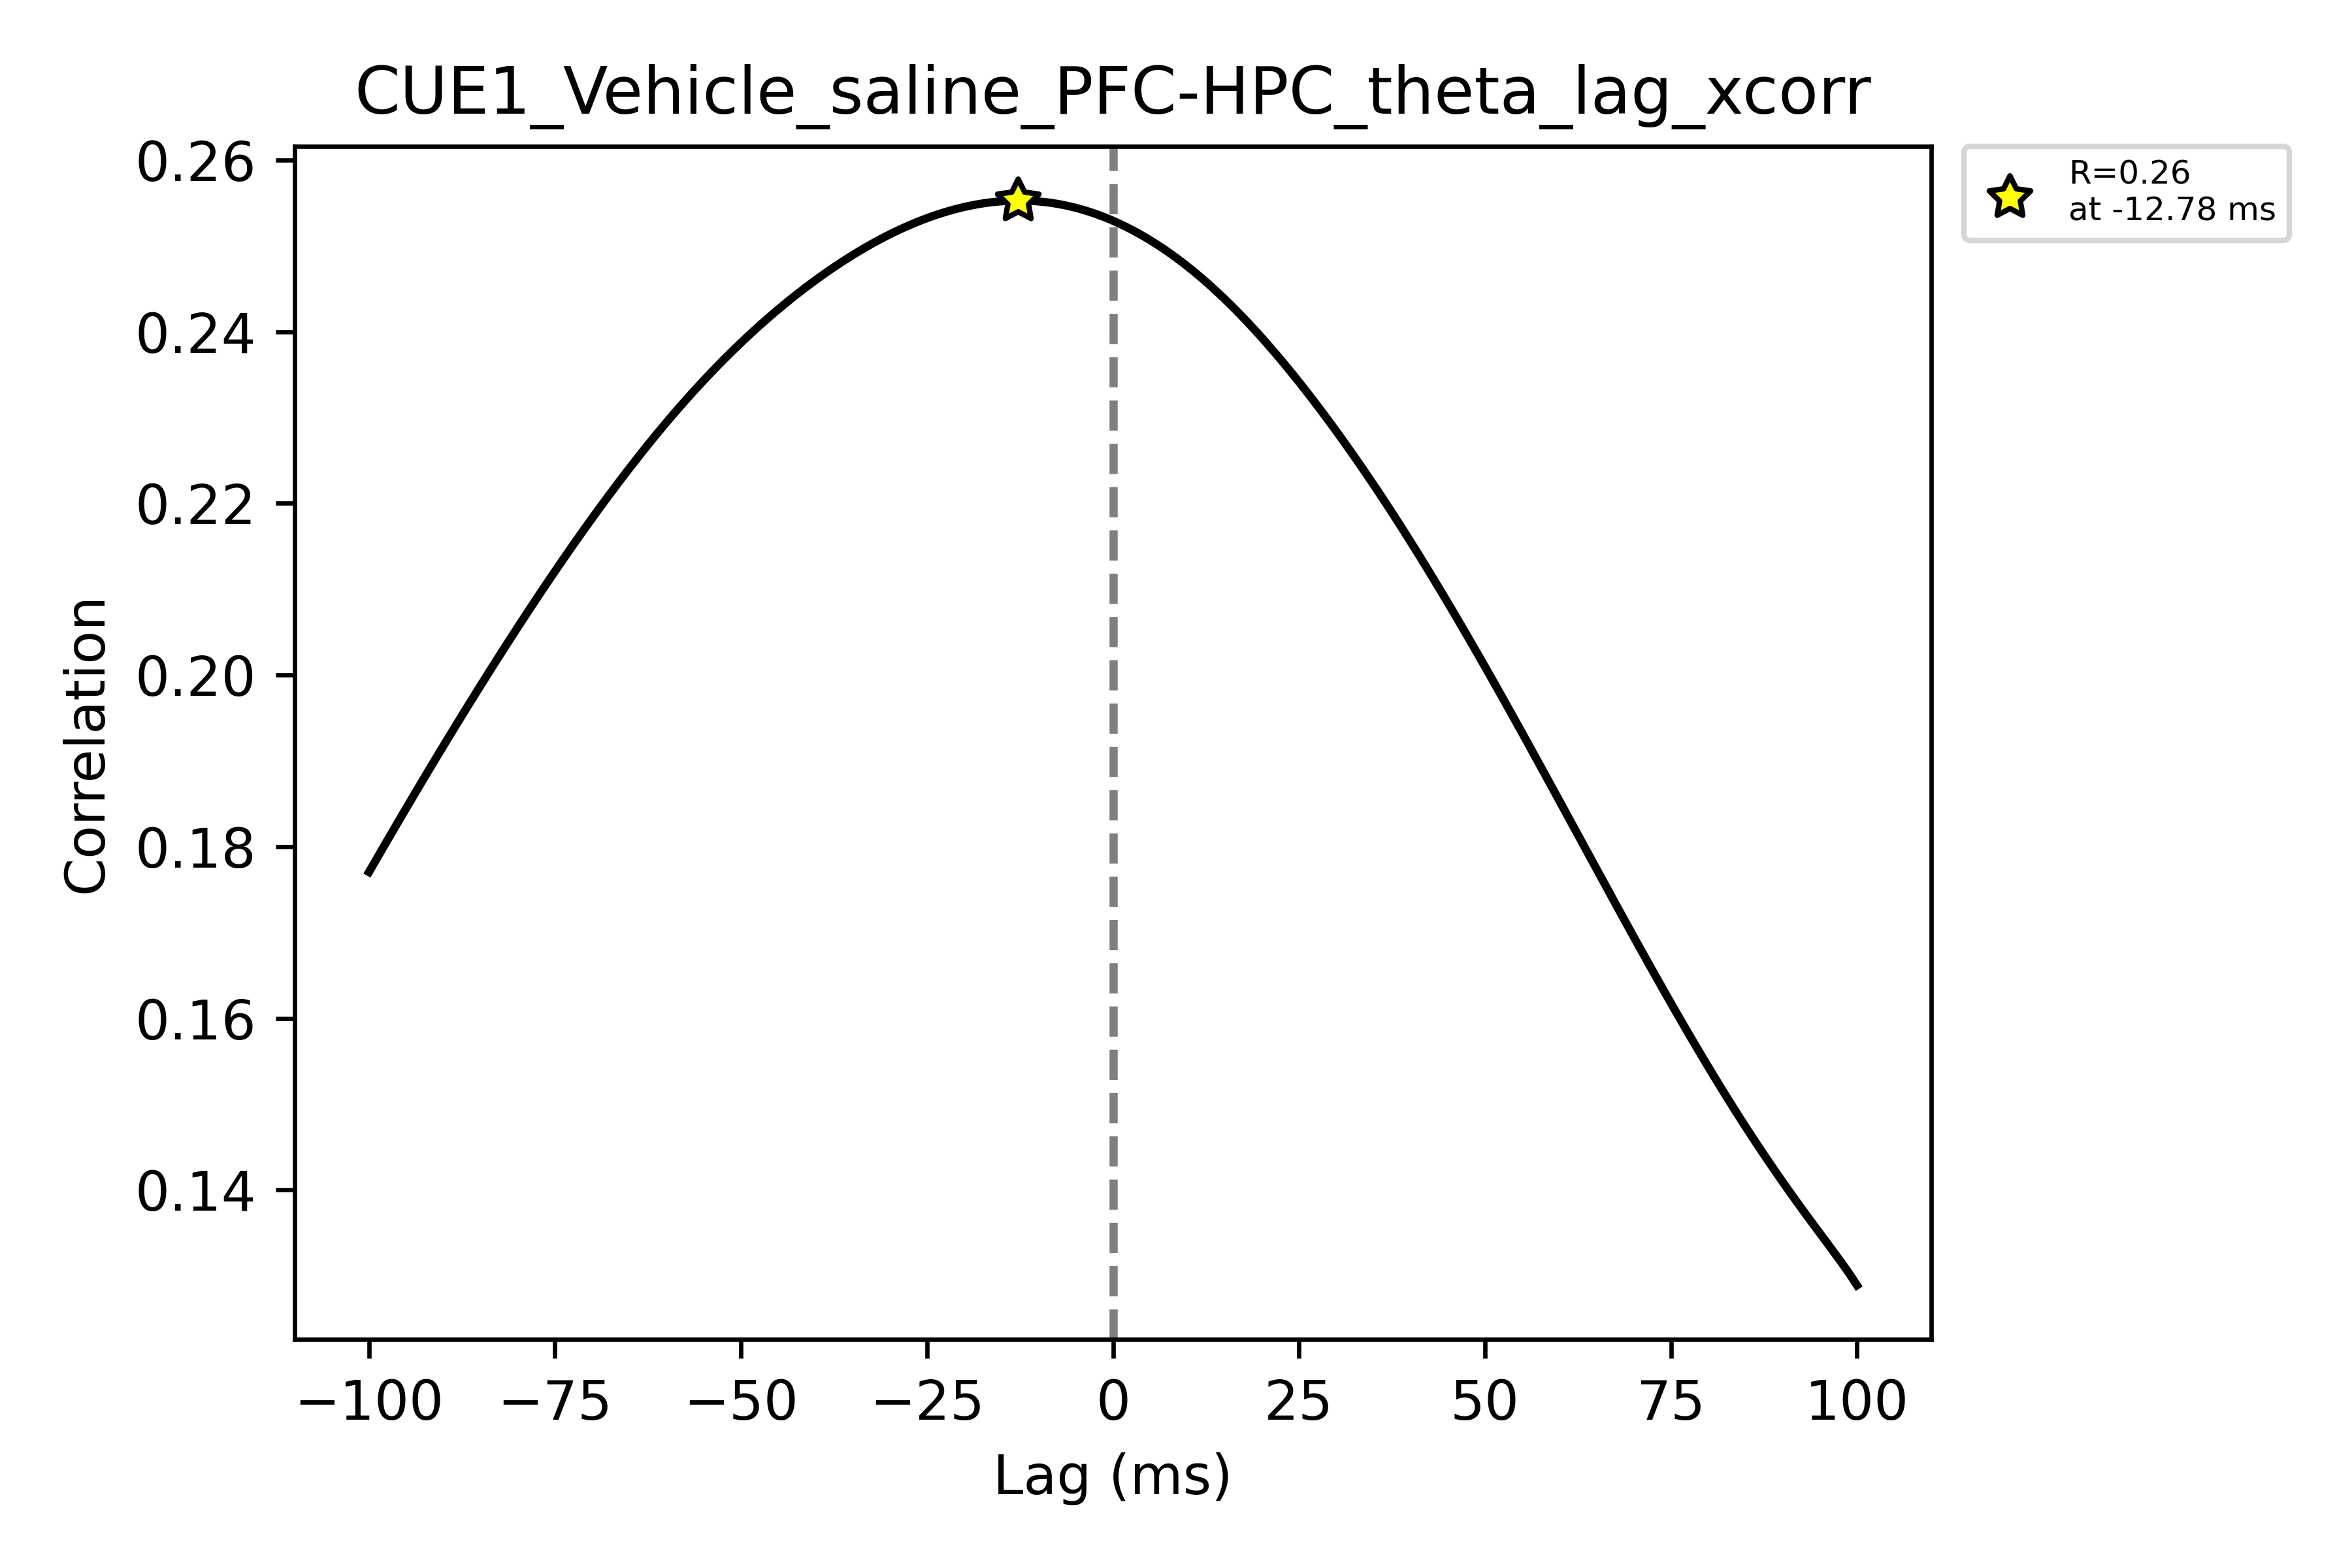 CUE1_Vehicle_saline_PFC-HPC_theta_lag_xcorr
R=0.26
at -12.78 ms
Correlation
0.26
0.24
0.22
0.20
0.18
0.16
0.14
−100 −75 −50 −25 0 25 50 75 100
Lag (ms)